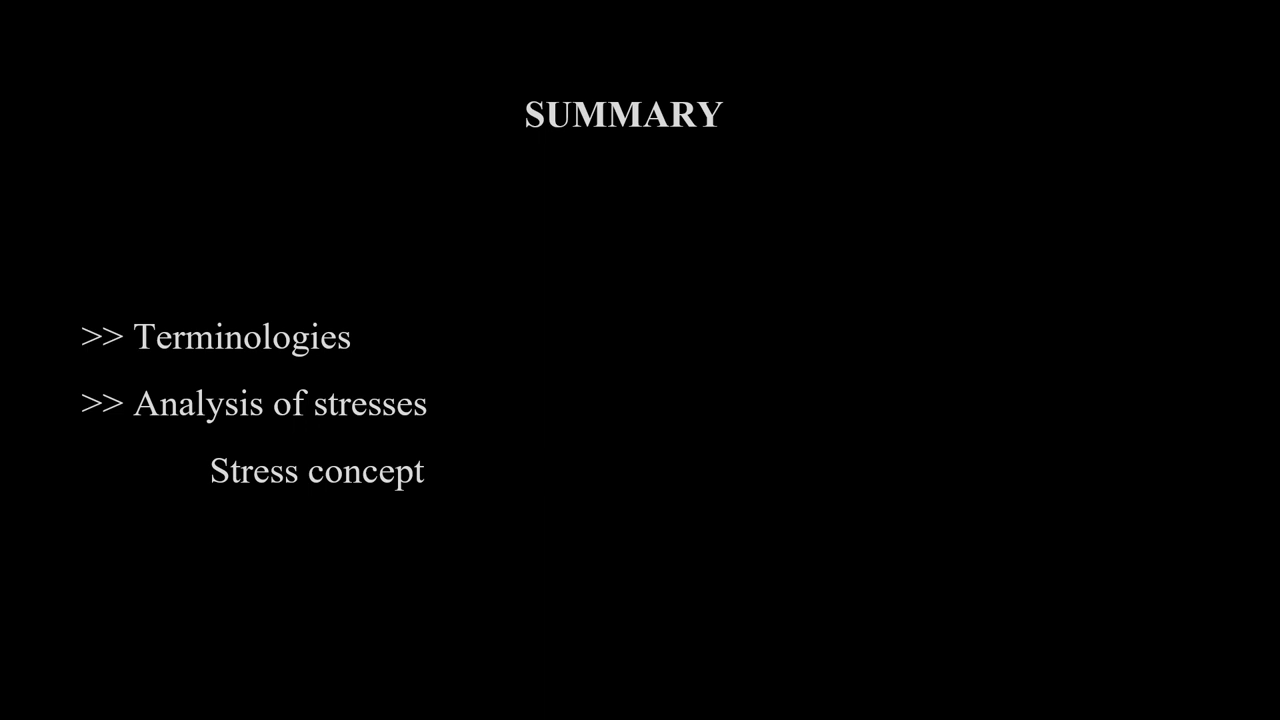 SUMMARY
>> Terminologies
>> Analysis of stresses
Stress concept